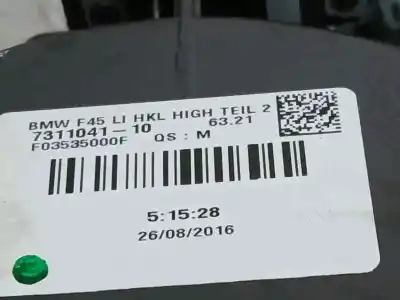 BMW F45 LI HKL HIGH TEIL 2
7311041-10 63.21
F03535000F QS : M
5:15:28
26/08/2016